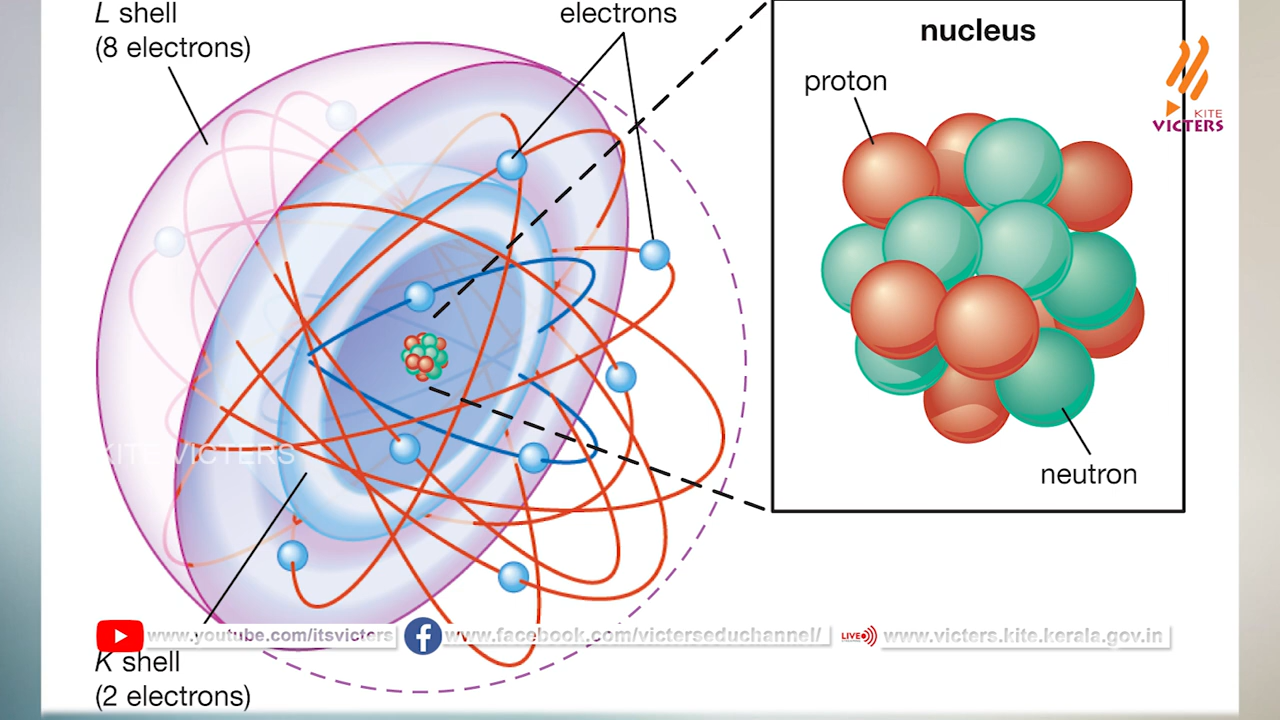 L shell
(8 electrons)
electrons
nucleus
proton
KITE
VICTERS
KITE VICTERS
neutron
www.youtube.com/itsvicters
www.facebook.com/victerseduchannel/
LIVE
www.victers.kite.kerala.gov.in
K shell
(2 electrons)